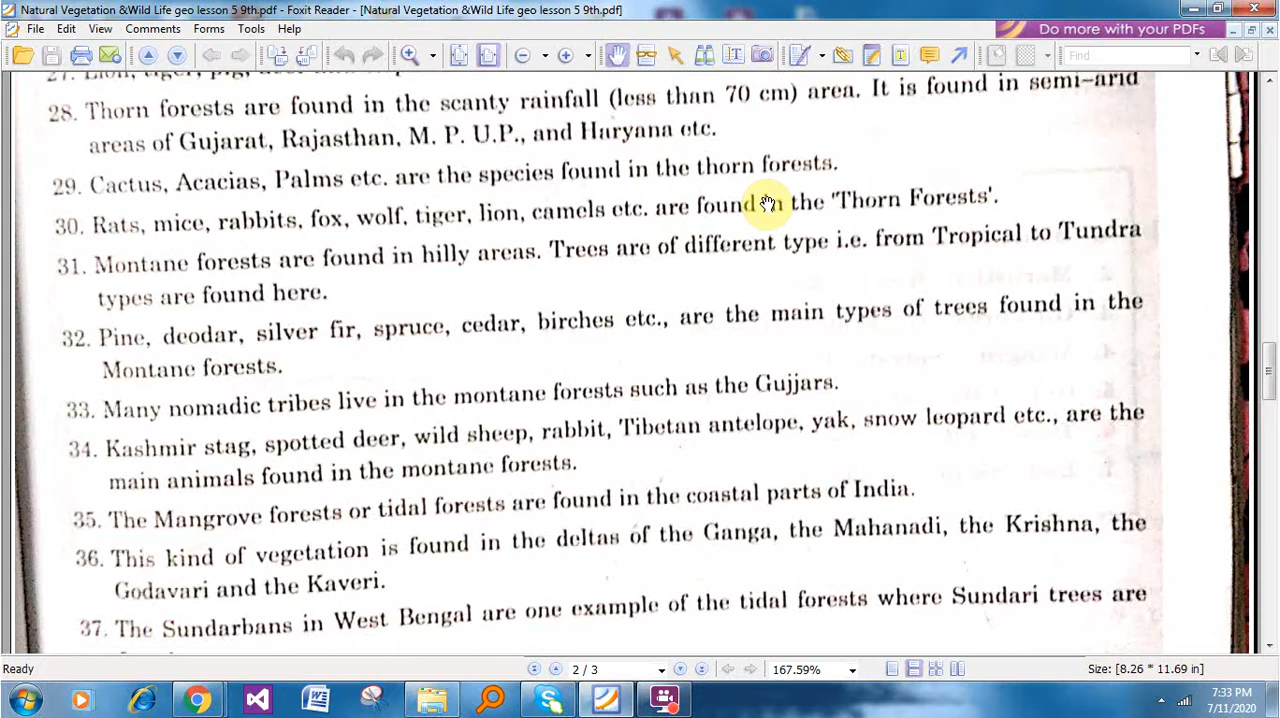 Natural Vegetation &Wild Life geo lesson 5 9th.pdf - Foxit Reader - [Natural Vegetation &Wild Life geo lesson 5 9th.pdf]
File Edit View Comments Forms Tools Help
Do more with your PDFs
Find
28. Thorn forests are found in the scanty rainfall (less than 70 cm) area. It is found in semi-arid
areas of Gujarat, Rajasthan, M. P. U.P., and Haryana etc.
29. Cactus, Acacias, Palms etc. are the species found in the thorn forests.
30. Rats, mice, rabbits, fox, wolf, tiger, lion, camels etc. are found in the 'Thorn Forests'.
31. Montane forests are found in hilly areas. Trees are of different type i.e. from Tropical to Tundra
types are found here.
32. Pine, deodar, silver fir, spruce, cedar, birches etc., are the main types of trees found in the
Montane forests.
33. Many nomadic tribes live in the montane forests such as the Gujjars.
34. Kashmir stag, spotted deer, wild sheep, rabbit, Tibetan antelope, yak, snow leopard etc., are the
main animals found in the montane forests.
35. The Mangrove forests or tidal forests are found in the coastal parts of India.
36. This kind of vegetation is found in the deltas of the Ganga, the Mahanadi, the Krishna, the
Godavari and the Kaveri.
37. The Sundarbans in West Bengal are one example of the tidal forests where Sundari trees are
Ready
2 / 3
167.59%
Size: [8.26 * 11.69 in]
7:33 PM
7/11/2020